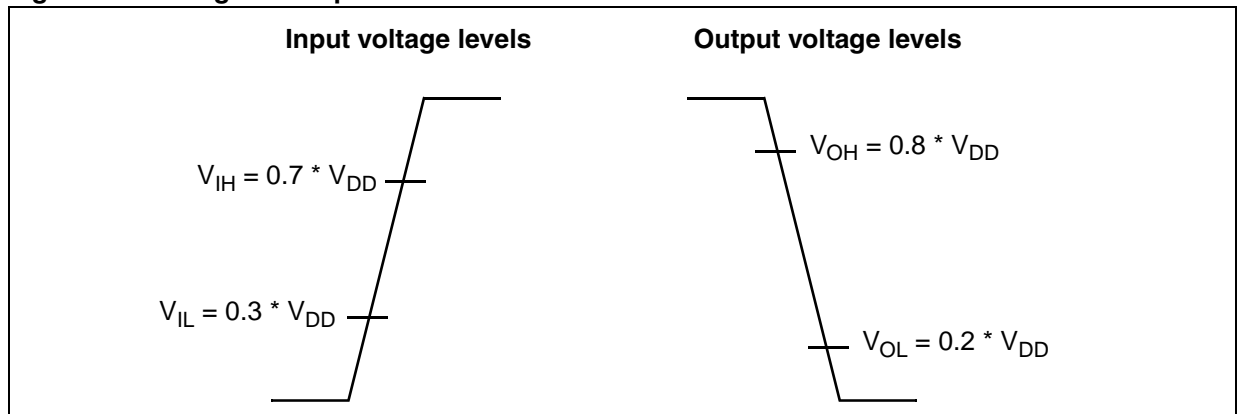 Input voltage levels
Output voltage levels
V_IH = 0.7 * V_DD
V_OH = 0.8 * V_DD
V_IL = 0.3 * V_DD
V_OL = 0.2 * V_DD